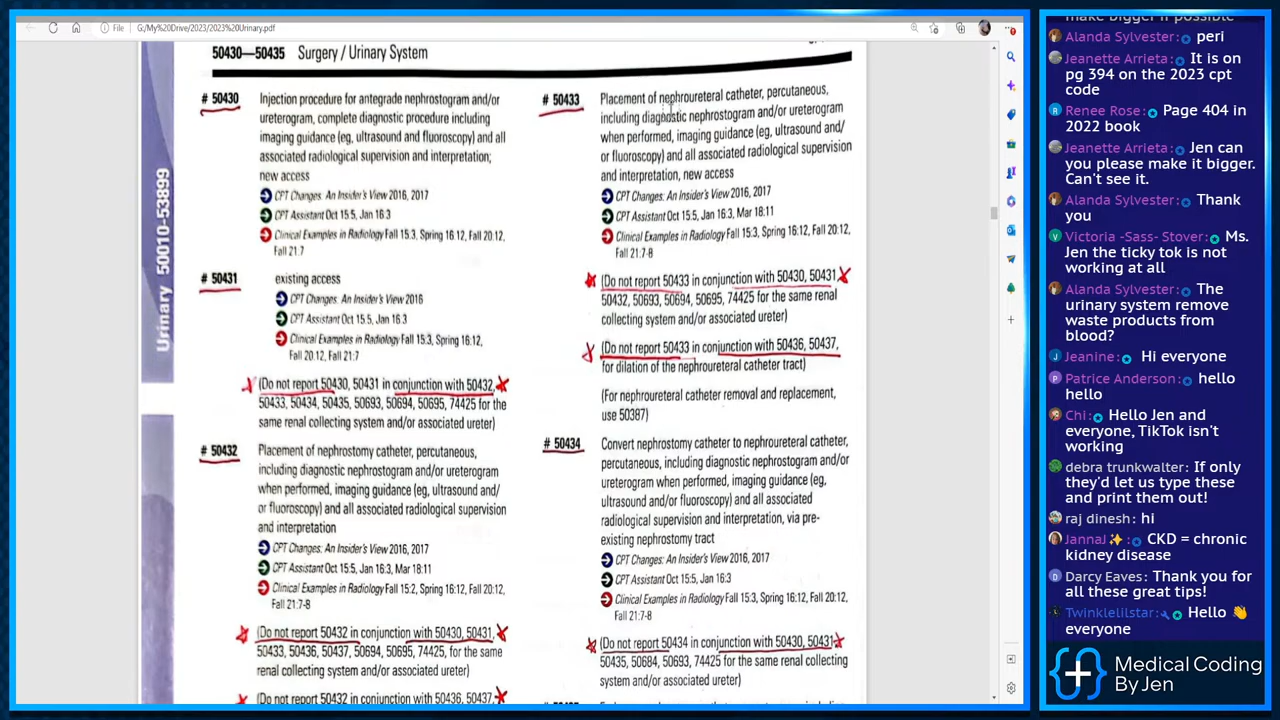 File
G:/My%20Drive/2023/2023%20Urinary.pdf
50430—50435 Surgery / Urinary System
Urinary 50010-53899
# 50430 Injection procedure for antegrade nephrostogram and/or
ureterogram, complete diagnostic procedure including
imaging guidance (eg, ultrasound and fluoroscopy) and all
associated radiological supervision and interpretation;
new access
CPT Changes: An Insider's View 2016, 2017
CPT Assistant Oct 15:5, Jan 16:3
Clinical Examples in Radiology Fall 15:3, Spring 16:12, Fall 20:12,
Fall 21:7
# 50431 existing access
CPT Changes: An Insider's View 2016
CPT Assistant Oct 15:5, Jan 16:3
Clinical Examples in Radiology Fall 15:3, Spring 16:12,
Fall 20:12, Fall 21:7
(Do not report 50430, 50431 in conjunction with 50432,
50433, 50434, 50435, 50693, 50694, 50695, 74425 for the
same renal collecting system and/or associated ureter)
# 50432 Placement of nephrostomy catheter, percutaneous,
including diagnostic nephrostogram and/or ureterogram
when performed, imaging guidance (eg, ultrasound and/
or fluoroscopy) and all associated radiological supervision
and interpretation
CPT Changes: An Insider's View 2016, 2017
CPT Assistant Oct 15:5, Jan 16:3, Mar 18:11
Clinical Examples in Radiology Fall 15:2, Spring 16:12, Fall 20:12,
Fall 21:7-8
(Do not report 50432 in conjunction with 50430, 50431,
50433, 50436, 50437, 50694, 50695, 74425, for the same
renal collecting system and/or associated ureter)
(Do not report 50432 in conjunction with 50436, 50437,
# 50433 Placement of nephroureteral catheter, percutaneous,
including diagnostic nephrostogram and/or ureterogram
when performed, imaging guidance (eg, ultrasound and/
or fluoroscopy) and all associated radiological supervision
and interpretation, new access
CPT Changes: An Insider's View 2016, 2017
CPT Assistant Oct 15:5, Jan 16:3, Mar 18:11
Clinical Examples in Radiology Fall 15:3, Spring 16:12, Fall 20:12,
Fall 21:7-8
(Do not report 50433 in conjunction with 50430, 50431
50432, 50693, 50694, 50695, 74425 for the same renal
collecting system and/or associated ureter)
(Do not report 50433 in conjunction with 50436, 50437,
for dilation of the nephroureteral catheter tract)
(For nephroureteral catheter removal and replacement,
use 50387)
# 50434 Convert nephrostomy catheter to nephroureteral catheter,
percutaneous, including diagnostic nephrostogram and/or
ureterogram when performed, imaging guidance (eg,
ultrasound and/or fluoroscopy) and all associated
radiological supervision and interpretation, via pre-
existing nephrostomy tract
CPT Changes: An Insider's View 2016, 2017
CPT Assistant Oct 15:5, Jan 16:3
Clinical Examples in Radiology Fall 15:3, Spring 16:12, Fall 20:12,
Fall 21:7-8
(Do not report 50434 in conjunction with 50430, 50431
50435, 50684, 50693, 74425 for the same renal collecting
system and/or associated ureter)
make bigger if possible
Alanda Sylvester: peri
Jeanette Arrieta: It is on
pg 394 on the 2023 cpt
code
Renee Rose: Page 404 in
2022 book
Jeanette Arrieta: Jen can
you please make it bigger.
Can't see it.
Alanda Sylvester: Thank
you
Victoria -Sass- Stover: Ms.
Jen the ticky tok is not
working at all
Alanda Sylvester: The
urinary system remove
waste products from
blood?
Jeanine: Hi everyone
Patrice Anderson: hello
hello
Chi: Hello Jen and
everyone, TikTok isn't
working
debra trunkwalter: If only
they'd let us type these
and print them out!
raj dinesh: hi
JannaJ✨: CKD = chronic
kidney disease
Darcy Eaves: Thank you for
all these great tips!
Twinklelilstar: Hello 👋
everyone
Medical Coding
By Jen